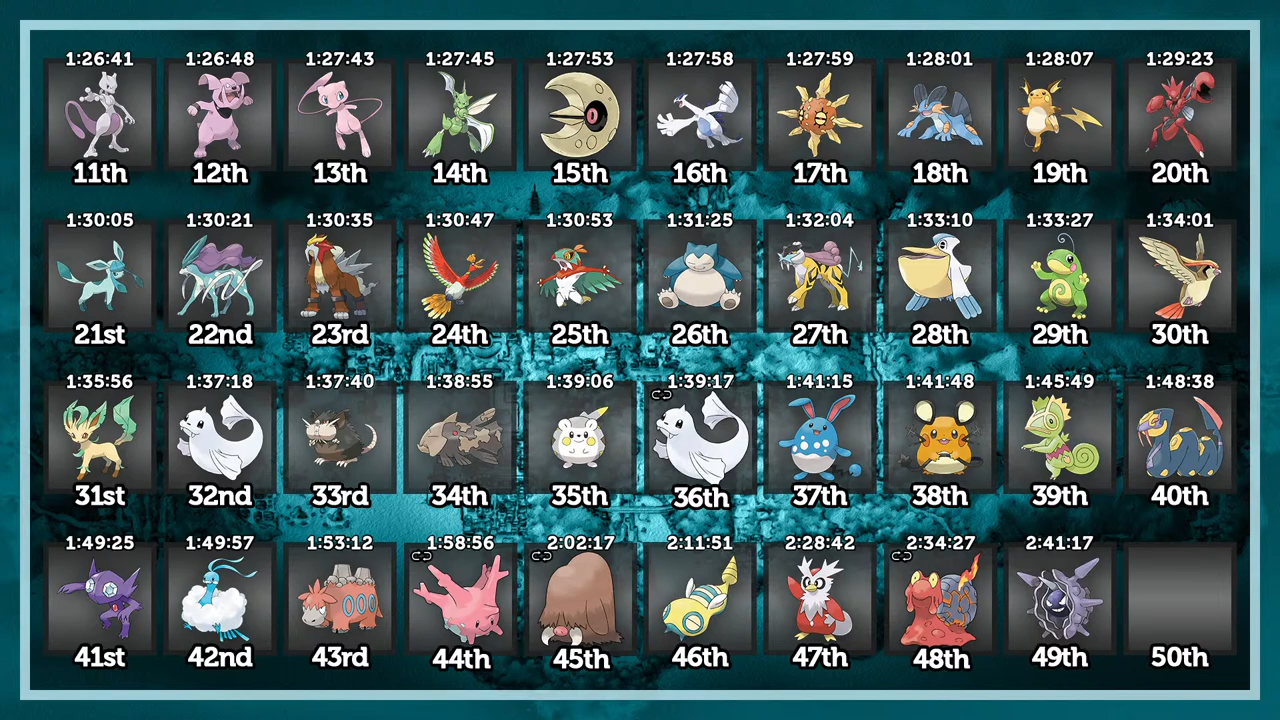 1:26:41 1:26:48 1:27:43 1:27:45 1:27:53 1:27:58 1:27:59 1:28:01 1:28:07 1:29:23
11th 12th 13th 14th 15th 16th 17th 18th 19th 20th
1:30:05 1:30:21 1:30:35 1:30:47 1:30:53 1:31:25 1:32:04 1:33:10 1:33:27 1:34:01
21st 22nd 23rd 24th 25th 26th 27th 28th 29th 30th
1:35:56 1:37:18 1:37:40 1:38:55 1:39:06 1:39:17 1:41:15 1:41:48 1:45:49 1:48:38
31st 32nd 33rd 34th 35th 36th 37th 38th 39th 40th
1:49:25 1:49:57 1:53:12 1:58:56 2:02:17 2:11:51 2:28:42 2:34:27 2:41:17
41st 42nd 43rd 44th 45th 46th 47th 48th 49th 50th